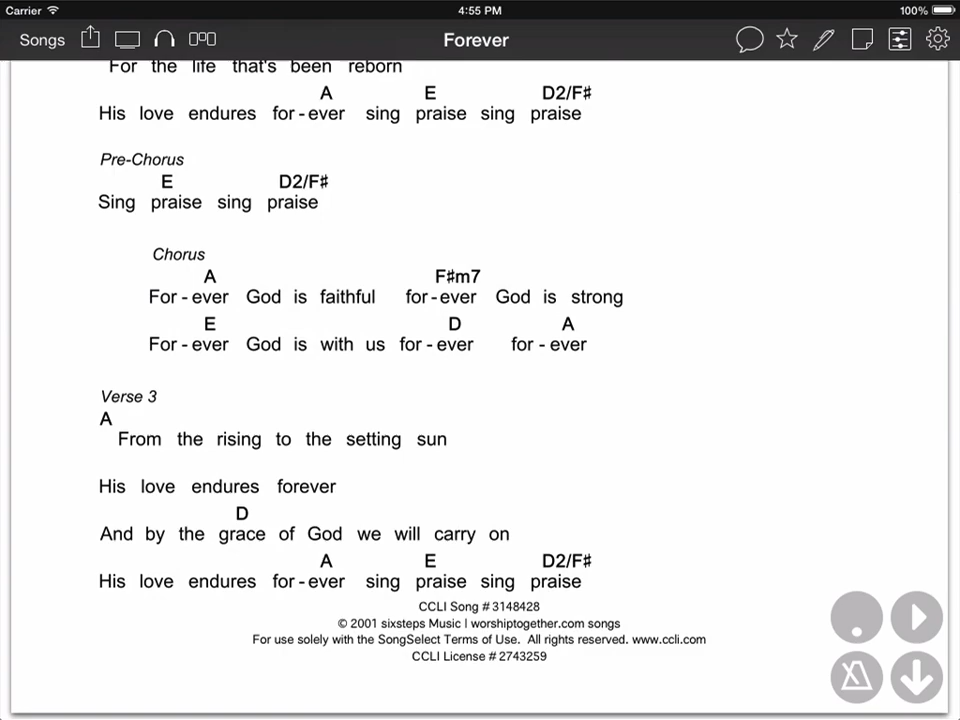 Carrier 4:55 PM 100%
Songs Forever
For the life that's been reborn
A E D2/F♯
His love endures for-ever sing praise sing praise
Pre-Chorus
E D2/F♯
Sing praise sing praise
Chorus
A F♯m7
For-ever God is faithful for-ever God is strong
E D A
For-ever God is with us for-ever for-ever
Verse 3
A
From the rising to the setting sun
His love endures forever
D
And by the grace of God we will carry on
A E D2/F♯
His love endures for-ever sing praise sing praise
CCLI Song # 3148428
© 2001 sixsteps Music | worshiptogether.com songs
For use solely with the SongSelect Terms of Use. All rights reserved. www.ccli.com
CCLI License # 2743259